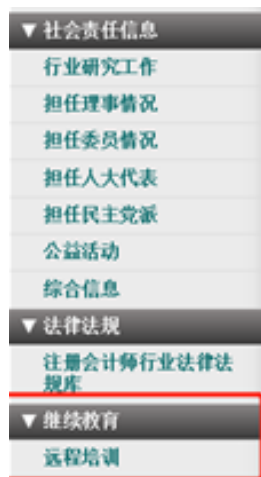 ▼ 社会责任信息
行业研究工作
担任理事情况
担任委员情况
担任人大代表
担任民主党派
公益活动
综合信息
▼ 法律法规
注册会计师行业法律法
规库
▼ 继续教育
远程培训